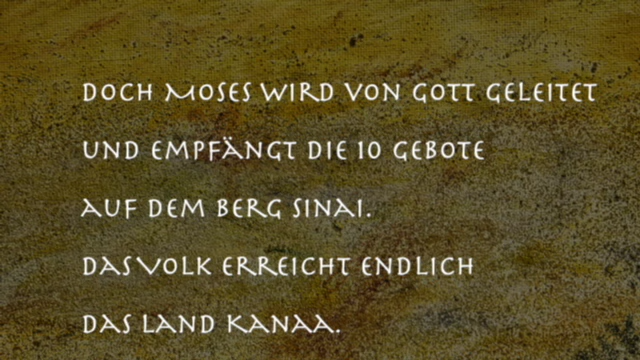 Doch Moses wird von Gott geleitet
und empfängt die 10 Gebote
auf dem Berg Sinai.
Das Volk erreicht endlich
das Land Kanaa.